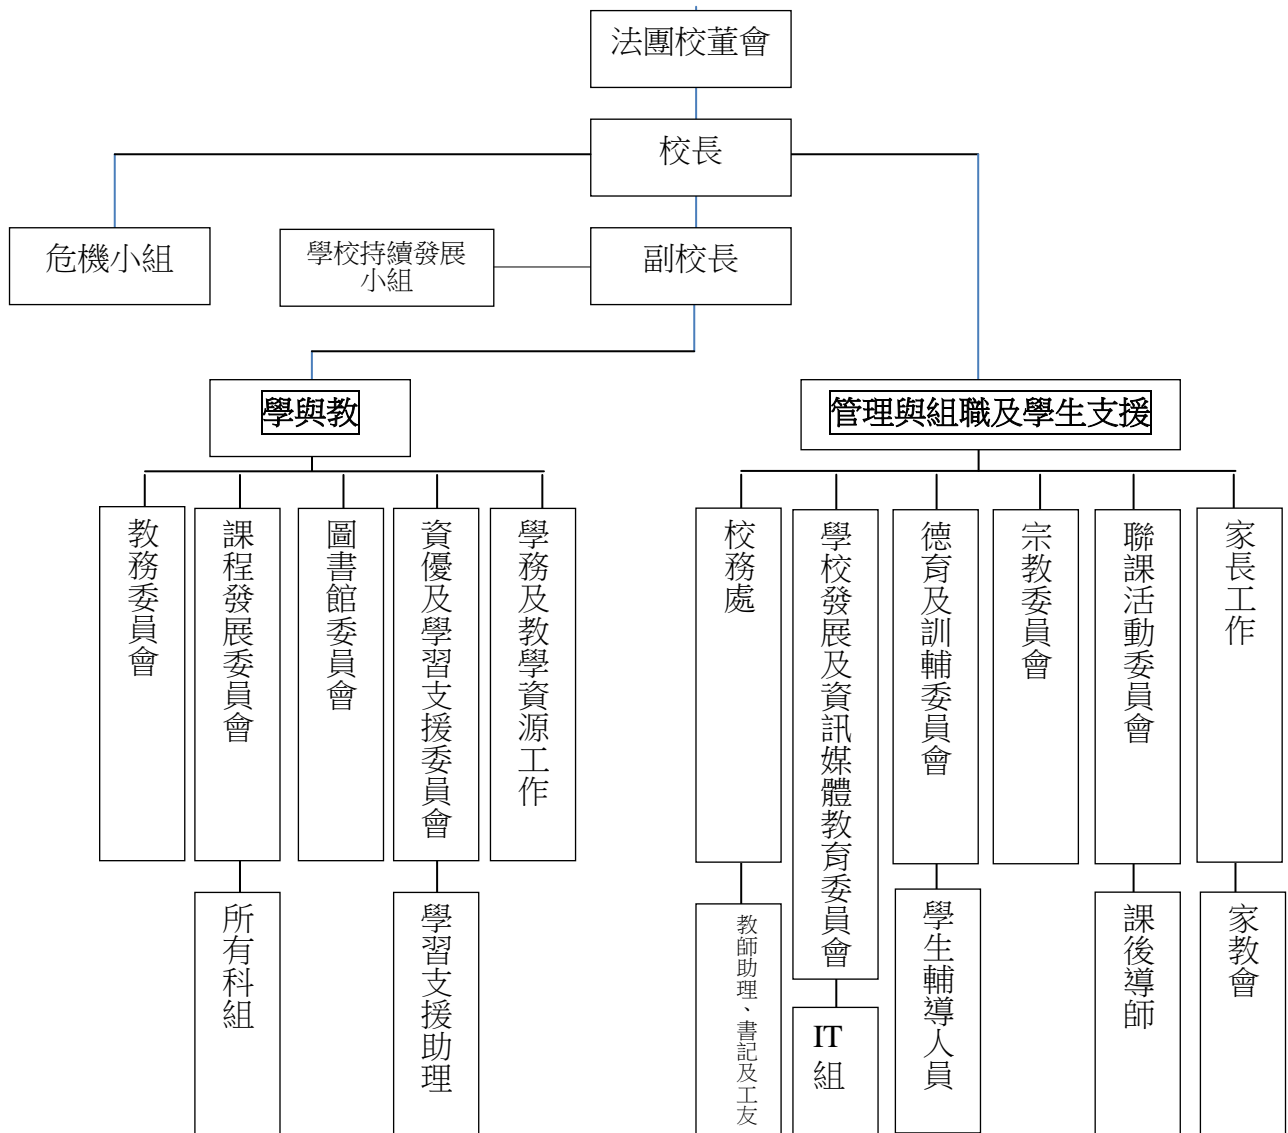 法團校董會
校長
危機小組
學校持續發展
小組
副校長
學與教
管理與組職及學生支援
教務委員會
課程發展委員會
圖書館委員會
資優及學習支援委員會
學務及教學資源工作
校務處
學校發展及資訊媒體教育委員會
德育及訓輔委員會
宗教委員會
聯課活動委員會
家長工作
所有科組
學習支援助理
教師助理、書記及工友
IT
組
學生輔導人員
課後導師
家教會